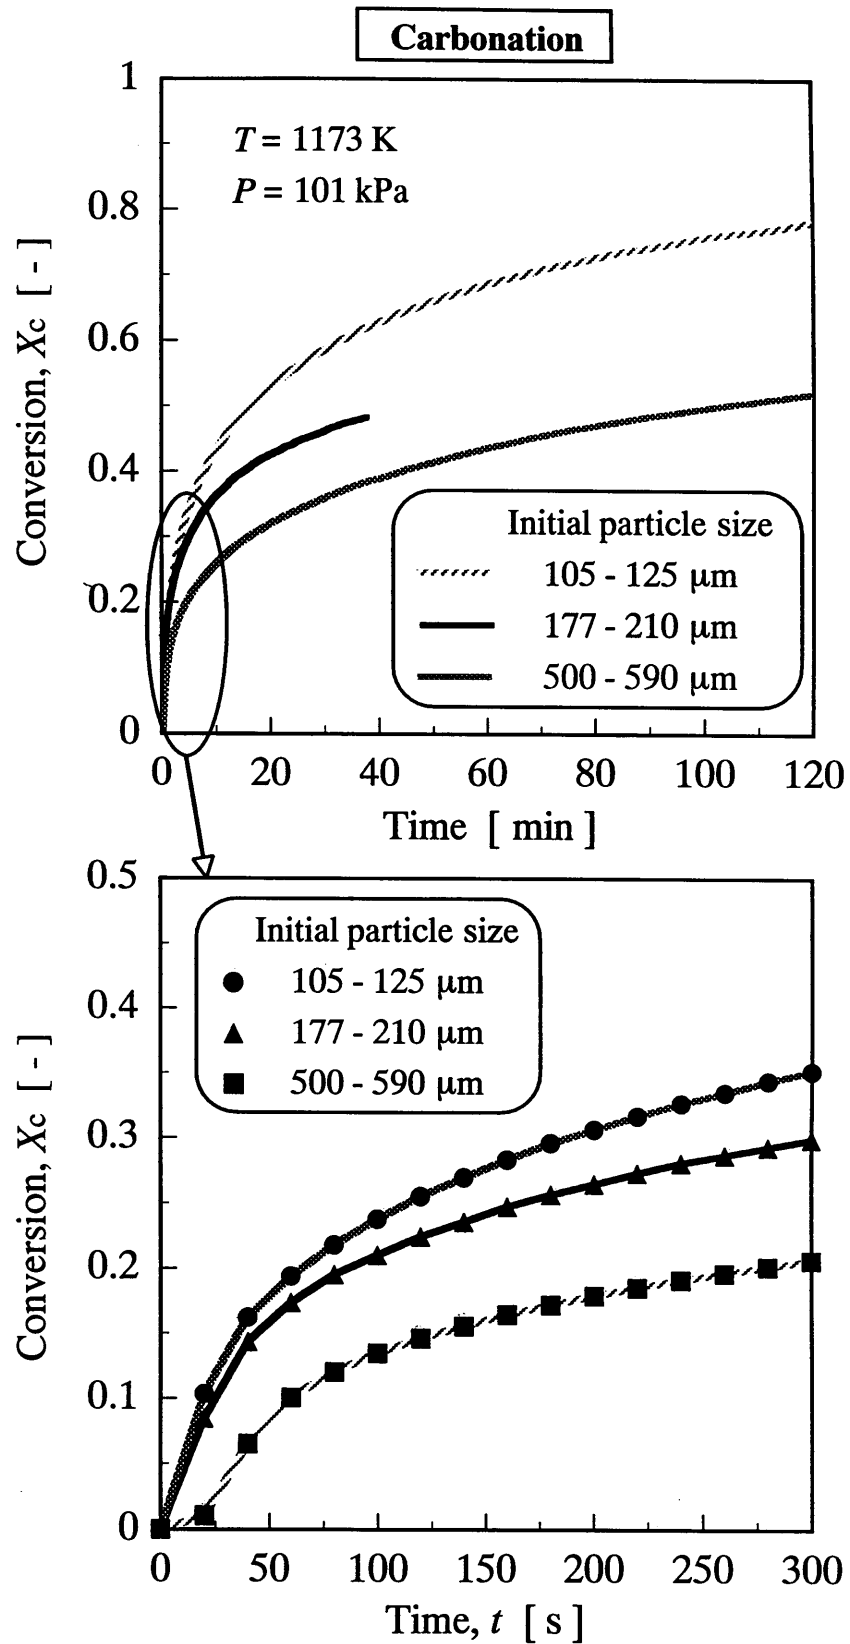 Carbonation
1
0.8
0.6
0.4
0.2
0
Conversion, Xc [ - ]
T = 1173 K
P = 101 kPa
Initial particle size
105 - 125 μm
177 - 210 μm
500 - 590 μm
0 20 40 60 80 100 120
Time [ min ]
0.5
0.4
0.3
0.2
0.1
0
Conversion, Xc [ - ]
Initial particle size
105 - 125 μm
177 - 210 μm
500 - 590 μm
0 50 100 150 200 250 300
Time, t [ s ]